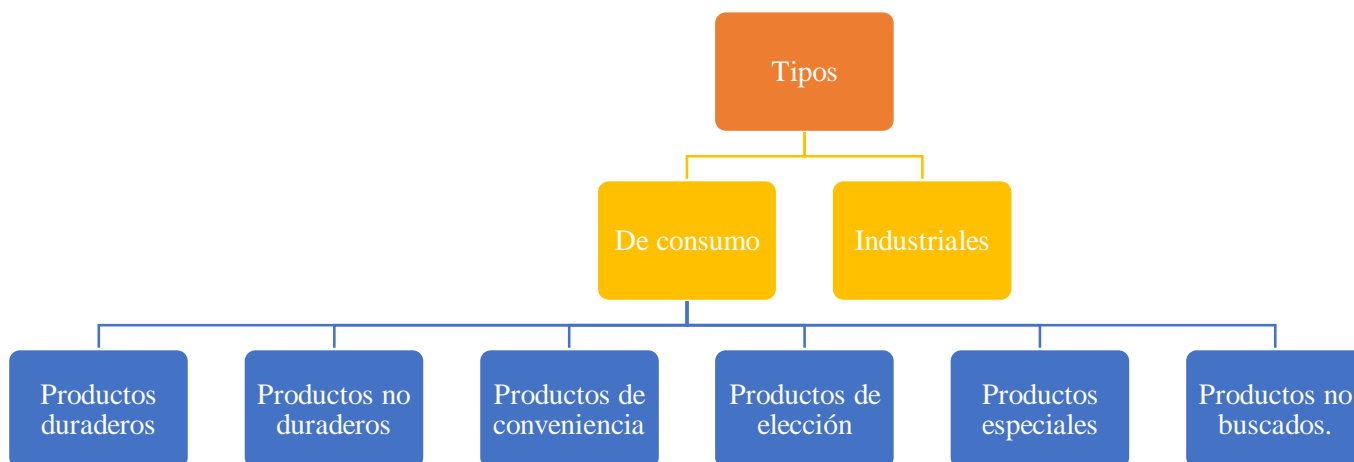 Tipos
De consumo
Industriales
Productos
duraderos
Productos no
duraderos
Productos de
conveniencia
Productos de
elección
Productos
especiales
Productos no
buscados.